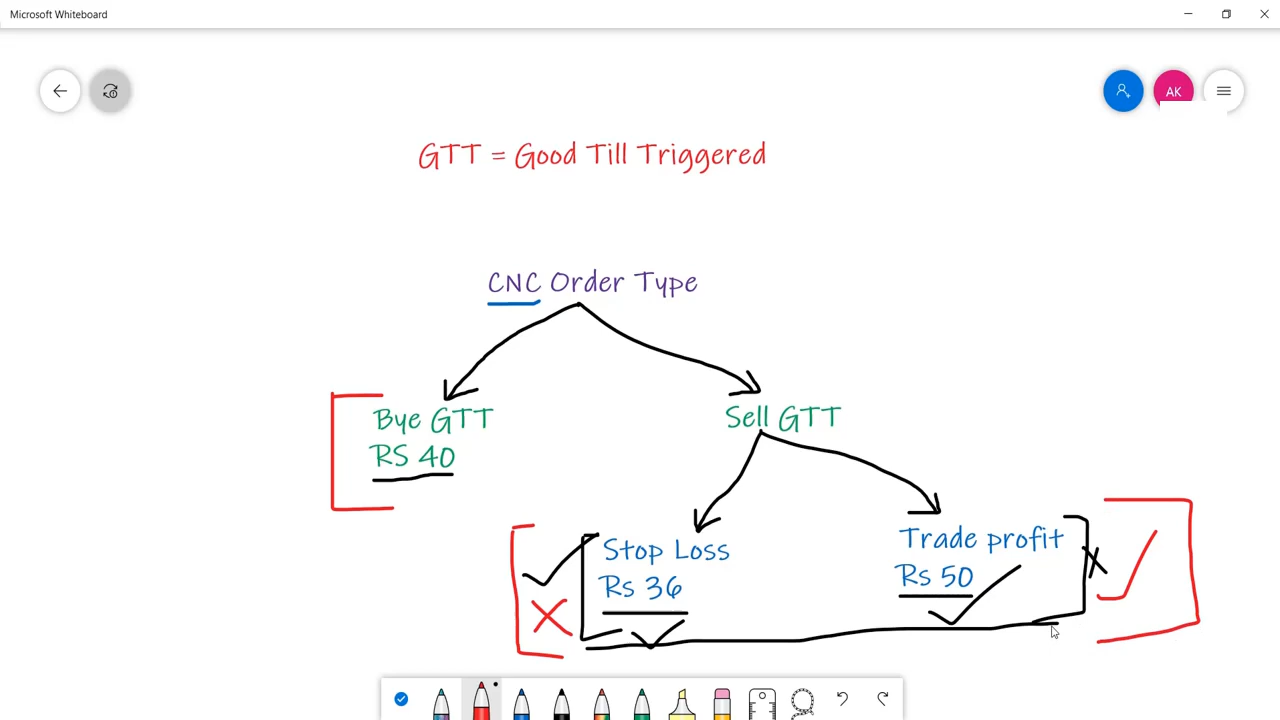 Microsoft Whiteboard
AK
GTT = Good Till Triggered
CNC Order Type
Bye GTT
RS 40
Sell GTT
Stop Loss
Rs 36
Trade profit
Rs 50